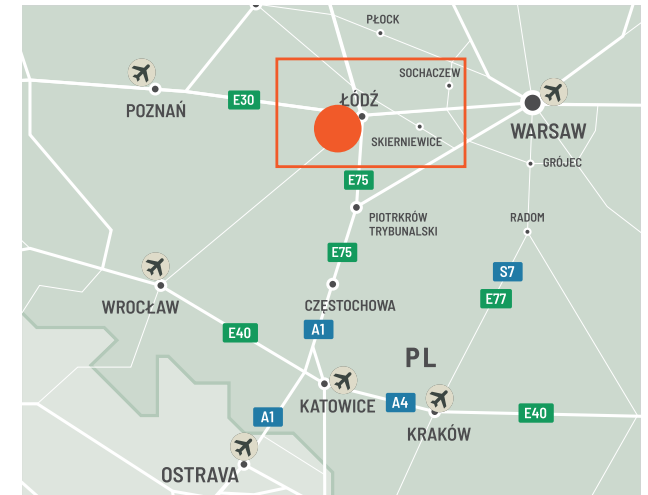 PŁOCK
SOCHACZEW
ŁÓDŹ
E30
POZNAŃ
WARSAW
SKIERNIEWICE
GRÓJEC
E75
PIOTRKRÓW
TRYBUNALSKI
RADOM
E75
S7
E77
WROCŁAW
CZĘSTOCHOWA
E40
A1
PL
KATOWICE
A4
E40
A1
KRAKÓW
OSTRAVA